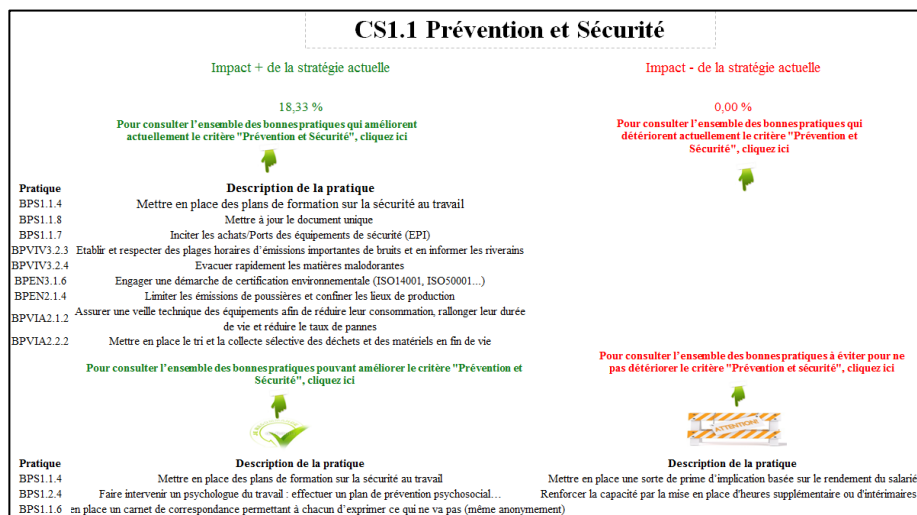 CS1.1 Prévention et Sécurité
Impact + de la stratégie actuelle
Impact - de la stratégie actuelle
18,33 %
0,00 %
Pour consulter l'ensemble des bonnes pratiques qui améliorent
actuellement le critère "Prévention et Sécurité", cliquez ici
Pour consulter l'ensemble des bonnes pratiques qui
détériorent actuellement le critère "Prévention et
Sécurité", cliquez ici
Pratique Description de la pratique
BPS1.1.4 Mettre en place des plans de formation sur la sécurité au travail
BPS1.1.8 Mettre à jour le document unique
BPS1.1.7 Inciter les achats/Ports des équipements de sécurité (EPI)
BPVIV3.2.3 Etablir et respecter des plages horaires d'émissions importantes de bruits et en informer les riverains
BPVIV3.2.4 Evacuer rapidement les matières malodorantes
BPEN3.1.6 Engager une démarche de certification environnementale (ISO14001, ISO50001...)
BPEN2.1.4 Limiter les émissions de poussières et confiner les lieux de production
BPVIA2.1.2 Assurer une veille technique des équipements afin de réduire leur consommation, rallonger leur durée
de vie et réduire le taux de pannes
BPVIA2.2.2 Mettre en place le tri et la collecte sélective des déchets et des matériels en fin de vie
Pour consulter l'ensemble des bonnes pratiques pouvant améliorer le critère "Prévention et
Sécurité", cliquez ici
Pour consulter l'ensemble des bonnes pratiques à éviter pour ne
pas détériorer le critère "Prévention et sécurité", cliquez ici
ATTENTION!
Pratique Description de la pratique
BPS1.1.4 Mettre en place des plans de formation sur la sécurité au travail
BPS1.2.4 Faire intervenir un psychologue du travail : effectuer un plan de prévention psychosocial...
BPS1.1.6 en place un carnet de correspondance permettant à chacun d'exprimer ce qui ne va pas (même anonymement)
Description de la pratique
Mettre en place une sorte de prime d'implication basée sur le rendement du salarié
Renforcer la capacité par la mise en place d'heures supplémentaire ou d'intérimaires